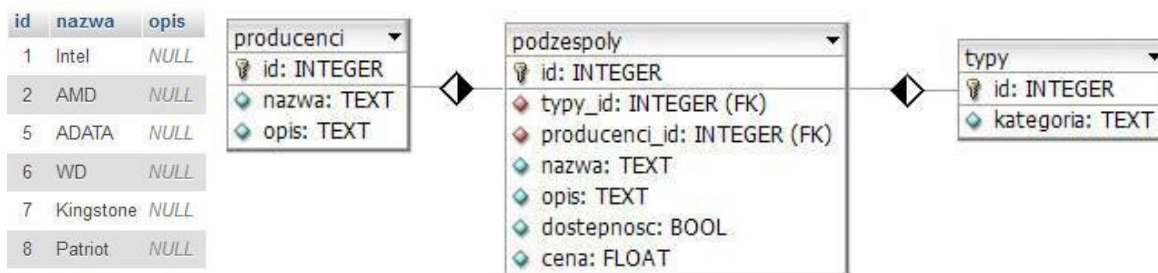 id nazwa opis
1 Intel NULL
2 AMD NULL
5 ADATA NULL
6 WD NULL
7 Kingstone NULL
8 Patriot NULL
producenci
id: INTEGER
nazwa: TEXT
opis: TEXT
podzespoly
id: INTEGER
typy_id: INTEGER (FK)
producenci_id: INTEGER (FK)
nazwa: TEXT
opis: TEXT
dostepnosc: BOOL
cena: FLOAT
typy
id: INTEGER
kategoria: TEXT